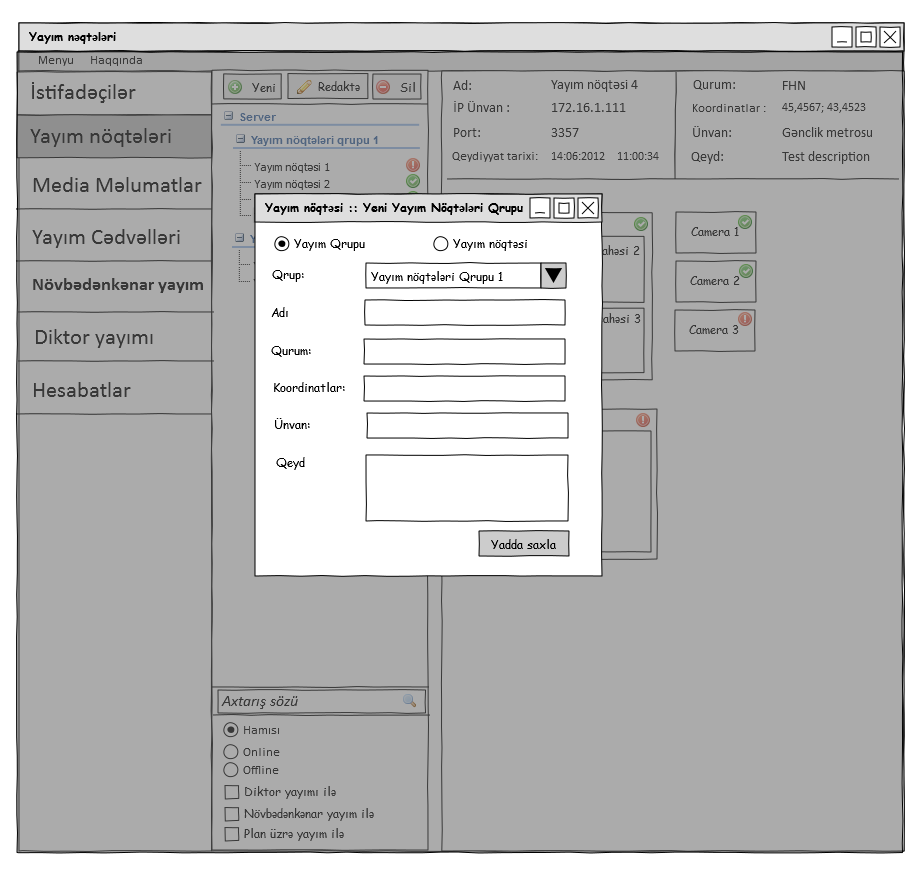 Yayım nəqtələri
Menyu Haqqında
İstifadəçilər
Yayım nöqtələri
Media Məlumatlar
Yayım Cədvəlləri
Növbədənkənar yayım
Diktor yayımı
Hesabatlar
Yeni Redaktə Sil
Server
Yayım nöqtələri qrupu 1
Yayım nöqtəsi 1
Yayım nöqtəsi 2
Y
Ad: Yayım nöqtəsi 4
İP Ünvan : 172.16.1.111
Port: 3357
Qeydiyyat tarixi: 14:06:2012 11:00:34
Qurum: FHN
Koordinatlar : 45,4567; 43,4523
Ünvan: Gənclik metrosu
Qeyd: Test description
ahəsi 2
ahəsi 3
Camera 1
Camera 2
Camera 3
Yayım nöqtəsi :: Yeni Yayım Nöqtələri Qrupu
Yayım Qrupu Yayım nöqtəsi
Qrup: Yayım nöqtələri Qrupu 1
Adı
Qurum:
Koordinatlar:
Ünvan:
Qeyd
Yadda saxla
Axtarış sözü
Hamısı
Online
Offline
Diktor yayımı ilə
Növbədənkənar yayım ilə
Plan üzrə yayım ilə